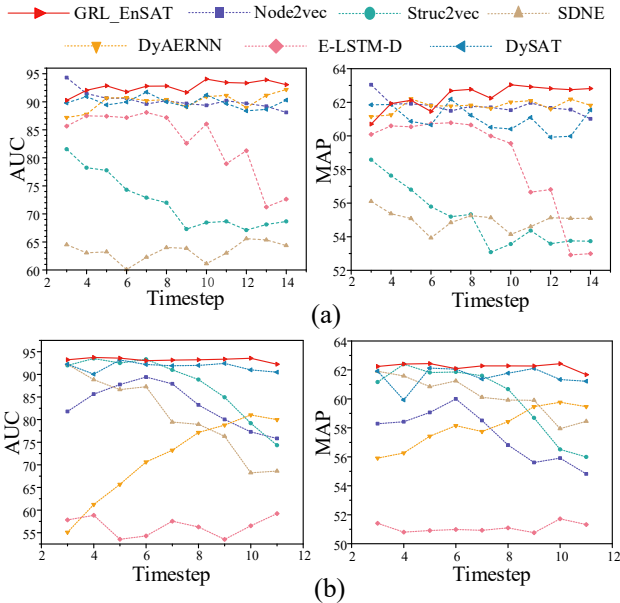 GRL_EnSAT Node2vec Struc2vec SDNE
DyAERNN E-LSTM-D DySAT
95
90
85
80
75
70
65
60
AUC
2 4 6 8 10 12 14
Timestep
64
62
60
58
56
54
52
MAP
2 4 6 8 10 12 14
Timestep
(a)
95
90
85
80
75
70
65
60
55
AUC
2 4 6 8 10 12
Timestep
64
62
60
58
56
54
52
50
MAP
2 4 6 8 10 12
Timestep
(b)